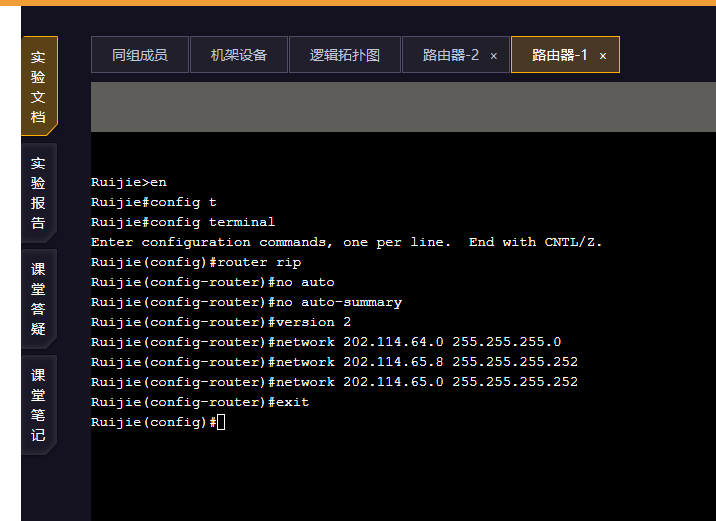 同组成员 机架设备 逻辑拓扑图 路由器-2 × 路由器-1 ×
实验文档
实验报告
课堂答疑
课堂笔记
Ruijie>en
Ruijie#config t
Ruijie#config terminal
Enter configuration commands, one per line.  End with CNTL/Z.
Ruijie(config)#router rip
Ruijie(config-router)#no auto
Ruijie(config-router)#no auto-summary
Ruijie(config-router)#version 2
Ruijie(config-router)#network 202.114.64.0 255.255.255.0
Ruijie(config-router)#network 202.114.65.8 255.255.255.252
Ruijie(config-router)#network 202.114.65.0 255.255.255.252
Ruijie(config-router)#exit
Ruijie(config)#